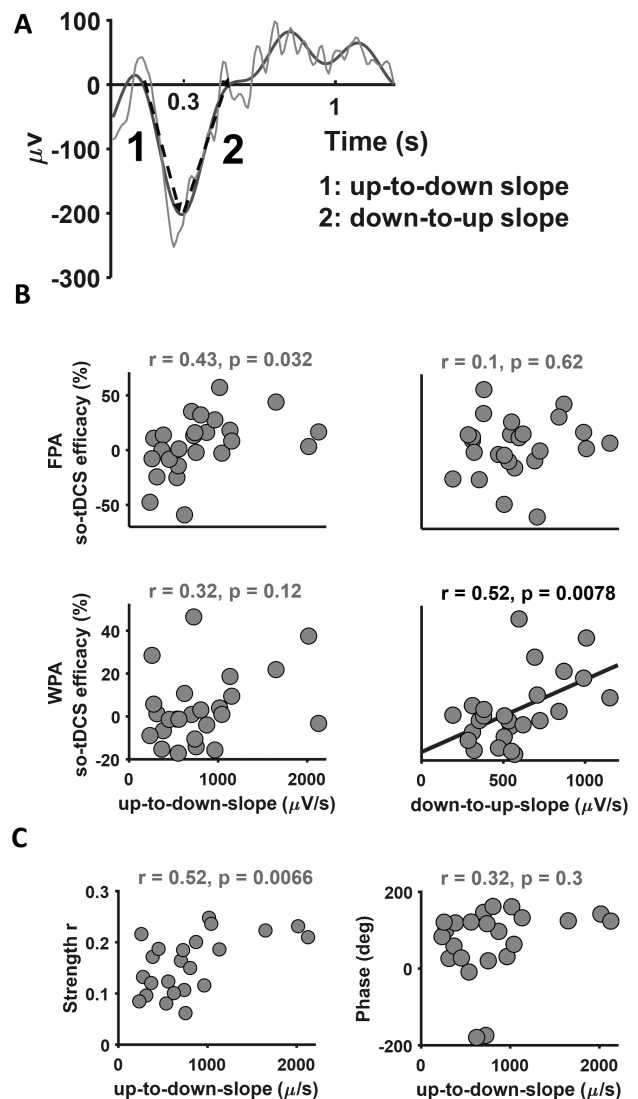 A
100
0
-100
-200
-300
μV
0.3
1
1
2
Time (s)
1: up-to-down slope
2: down-to-up slope
B
r = 0.43, p = 0.032
r = 0.1, p = 0.62
FPA
so-tDCS efficacy (%)
50
0
-50
r = 0.32, p = 0.12
r = 0.52, p = 0.0078
WPA
so-tDCS efficacy (%)
40
20
0
-20
0
1000
2000
0
500
1000
up-to-down-slope (μV/s)
down-to-up-slope (μV/s)
C
r = 0.52, p = 0.0066
r = 0.32, p = 0.3
Strength r
0.3
0.2
0.1
0
0
1000
2000
up-to-down-slope (μ/s)
Phase (deg)
200
0
-200
0
1000
2000
up-to-down-slope (μ/s)